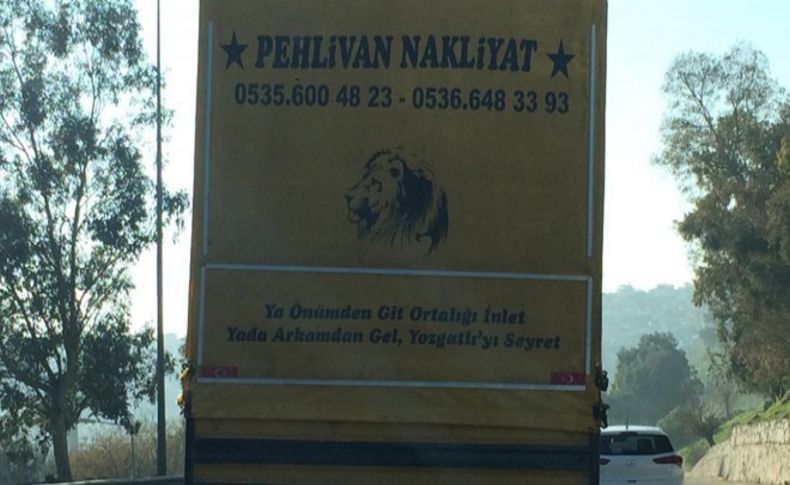 ★ PEHLiVAN NAKLiYAT ★
0535.600 48 23 - 0536.648 33 93
Ya Önümden Git Ortalığı İnlet
Yada Arkamdan Gel, Yozgatlı'yı Seyret